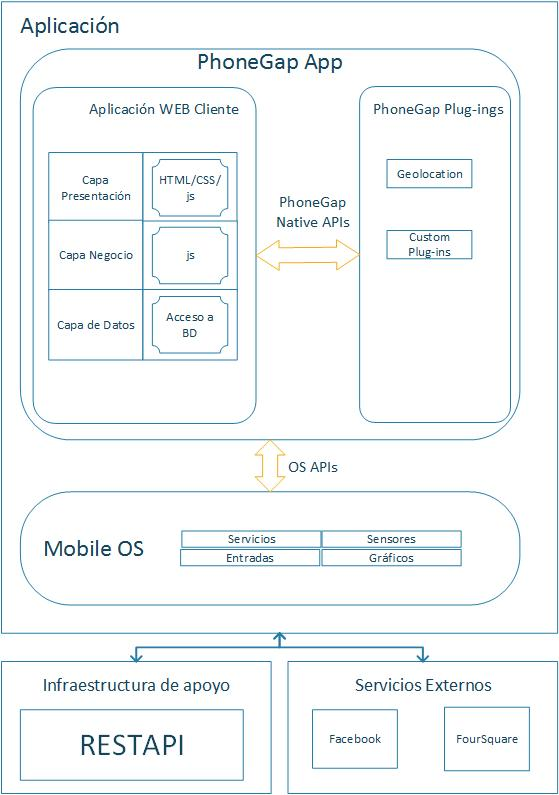 Aplicación
PhoneGap App
Aplicación WEB Cliente
Capa
Presentación
HTML/CSS/
js
Capa Negocio
js
Capa de Datos
Acceso a
BD
PhoneGap
Native APIs
PhoneGap Plug-ings
Geolocation
Custom
Plug-ins
OS APIs
Mobile OS
Servicios
Sensores
Entradas
Gráficos
Infraestructura de apoyo
RESTAPI
Servicios Externos
Facebook
FourSquare